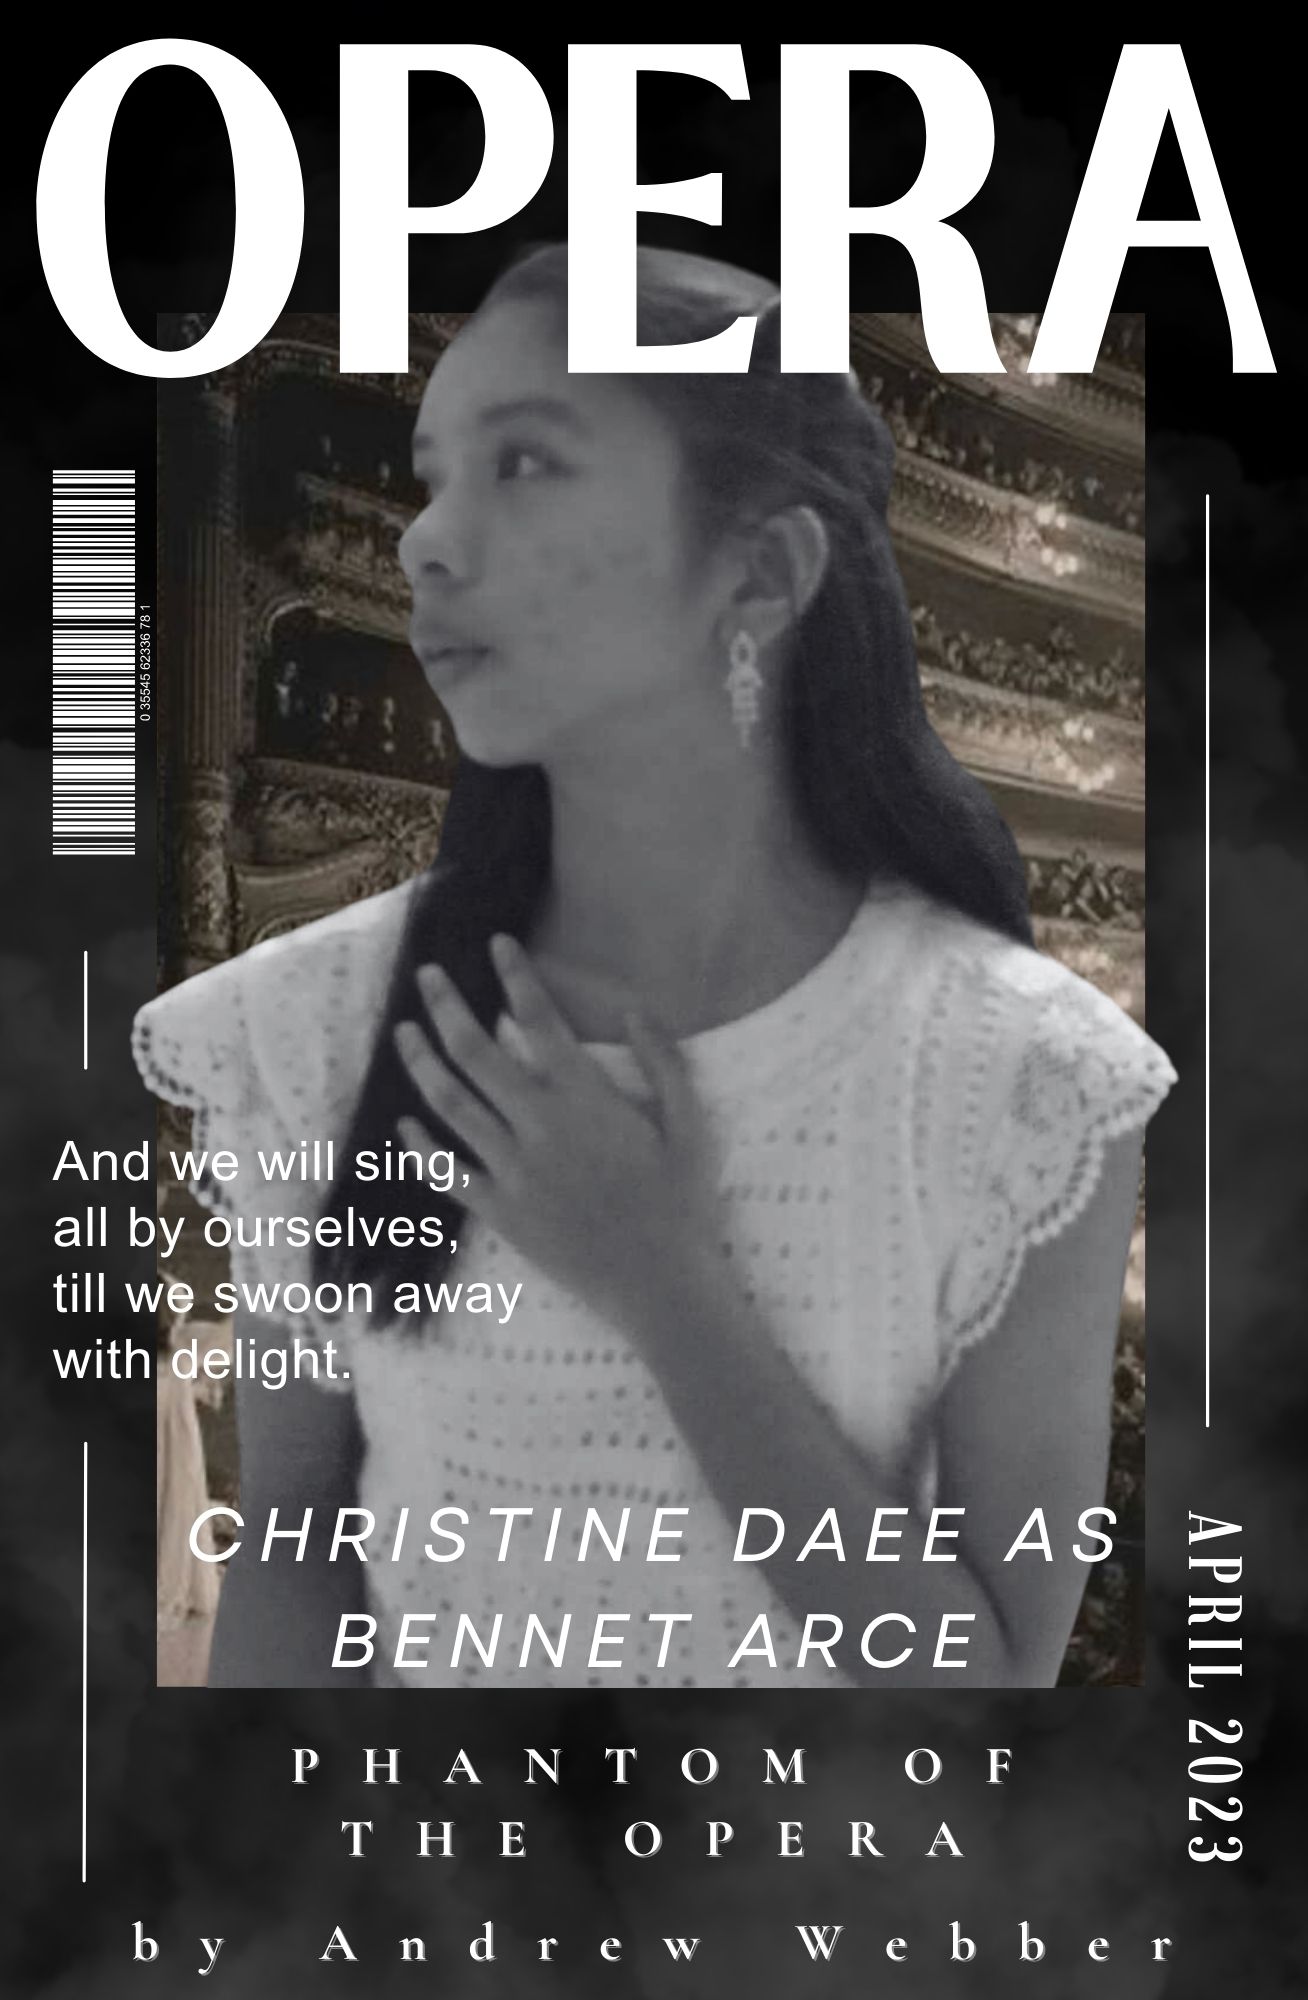 OPERA
0 35545 62336 78 1
And we will sing,
all by ourselves,
till we swoon away
with delight.
CHRISTINE DAEE AS
BENNET ARCE
APRIL 2023
PHANTOM OF
THE OPERA
by Andrew Webber